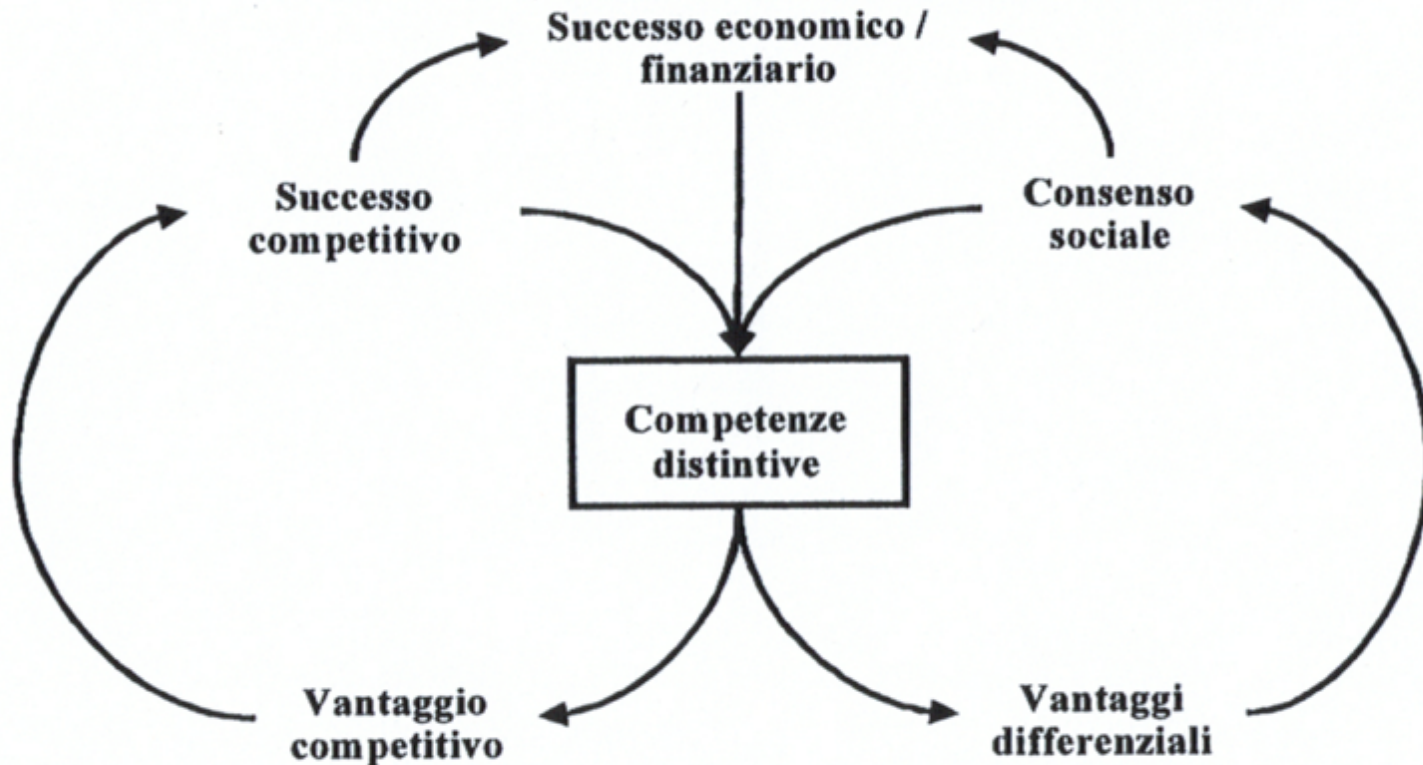 Successo economico /
finanziario
Successo
competitivo
Consenso
sociale
Competenze
distintive
Vantaggio
competitivo
Vantaggi
differenziali